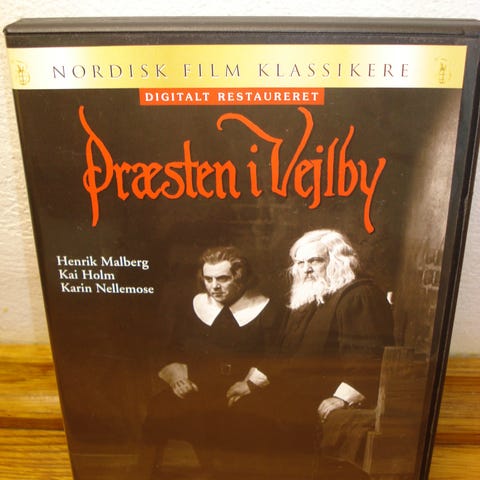 NORDISK FILM KLASSIKERE
DIGITALT RESTAURERET
Præsten i Vejlby
Henrik Malberg
Kai Holm
Karin Nellemose